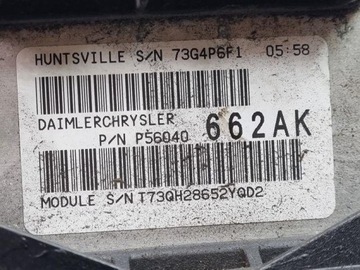 HUNTSVILLE S/N 73G4P6F1 05:58
DAIMLERCHRYSLER
P/N P56040 662AK
MODULE S/N T73QH28652YQD2